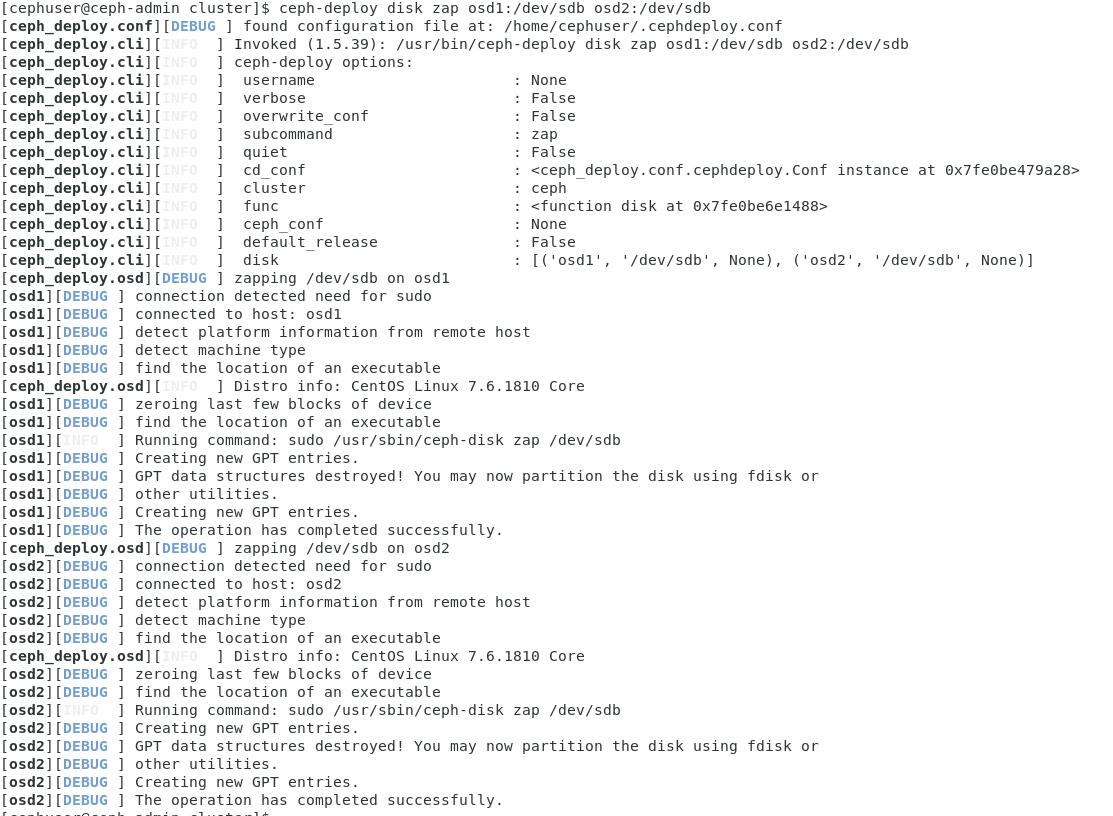 [cephuser@ceph-admin cluster]$ ceph-deploy disk zap osd1:/dev/sdb osd2:/dev/sdb
[ceph_deploy.conf][DEBUG ] found configuration file at: /home/cephuser/.cephdeploy.conf
[ceph_deploy.cli][INFO  ] Invoked (1.5.39): /usr/bin/ceph-deploy disk zap osd1:/dev/sdb osd2:/dev/sdb
[ceph_deploy.cli][INFO  ] ceph-deploy options:
[ceph_deploy.cli][INFO  ]  username                      : None
[ceph_deploy.cli][INFO  ]  verbose                       : False
[ceph_deploy.cli][INFO  ]  overwrite_conf                : False
[ceph_deploy.cli][INFO  ]  subcommand                    : zap
[ceph_deploy.cli][INFO  ]  quiet                         : False
[ceph_deploy.cli][INFO  ]  cd_conf                       : <ceph_deploy.conf.cephdeploy.Conf instance at 0x7fe0be479a28>
[ceph_deploy.cli][INFO  ]  cluster                       : ceph
[ceph_deploy.cli][INFO  ]  func                          : <function disk at 0x7fe0be6e1488>
[ceph_deploy.cli][INFO  ]  ceph_conf                     : None
[ceph_deploy.cli][INFO  ]  default_release               : False
[ceph_deploy.cli][INFO  ]  disk                          : [('osd1', '/dev/sdb', None), ('osd2', '/dev/sdb', None)]
[ceph_deploy.osd][DEBUG ] zapping /dev/sdb on osd1
[osd1][DEBUG ] connection detected need for sudo
[osd1][DEBUG ] connected to host: osd1
[osd1][DEBUG ] detect platform information from remote host
[osd1][DEBUG ] detect machine type
[osd1][DEBUG ] find the location of an executable
[ceph_deploy.osd][INFO  ] Distro info: CentOS Linux 7.6.1810 Core
[osd1][DEBUG ] zeroing last few blocks of device
[osd1][DEBUG ] find the location of an executable
[osd1][INFO  ] Running command: sudo /usr/sbin/ceph-disk zap /dev/sdb
[osd1][DEBUG ] Creating new GPT entries.
[osd1][DEBUG ] GPT data structures destroyed! You may now partition the disk using fdisk or
[osd1][DEBUG ] other utilities.
[osd1][DEBUG ] Creating new GPT entries.
[osd1][DEBUG ] The operation has completed successfully.
[ceph_deploy.osd][DEBUG ] zapping /dev/sdb on osd2
[osd2][DEBUG ] connection detected need for sudo
[osd2][DEBUG ] connected to host: osd2
[osd2][DEBUG ] detect platform information from remote host
[osd2][DEBUG ] detect machine type
[osd2][DEBUG ] find the location of an executable
[ceph_deploy.osd][INFO  ] Distro info: CentOS Linux 7.6.1810 Core
[osd2][DEBUG ] zeroing last few blocks of device
[osd2][DEBUG ] find the location of an executable
[osd2][INFO  ] Running command: sudo /usr/sbin/ceph-disk zap /dev/sdb
[osd2][DEBUG ] Creating new GPT entries.
[osd2][DEBUG ] GPT data structures destroyed! You may now partition the disk using fdisk or
[osd2][DEBUG ] other utilities.
[osd2][DEBUG ] Creating new GPT entries.
[osd2][DEBUG ] The operation has completed successfully.
[cephuser@ceph-admin cluster]$